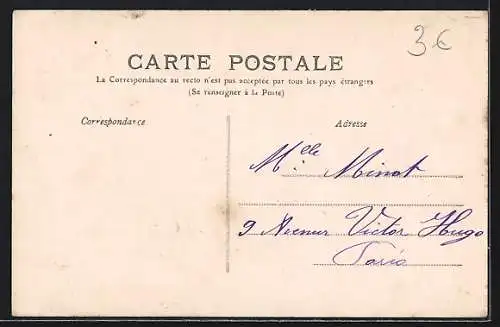 3€
CARTE POSTALE
La Correspondance au recto n'est pas acceptée par tous les pays étrangers
(Se renseigner à la Poste)
Correspondance
Adresse
Mlle Minot
9 Avenue Victor Hugo
Paris